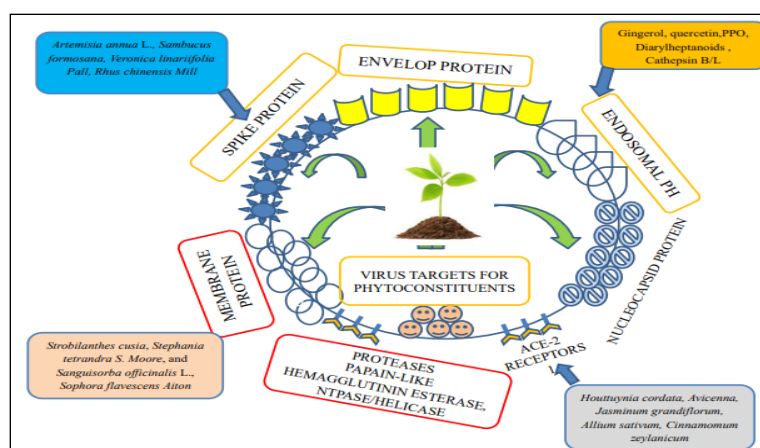 Artemisia annua L., Sambucus
formosana, Veronica linariifolia
Pall, Rhus chinensis Mill
ENVELOP PROTEIN
Gingerol, quercetin,PPO,
Diarylheptanoids ,
Cathepsin B/L
SPIKE PROTEIN
ENDOSOMAL PH
MEMBRANE
PROTEIN
VIRUS TARGETS FOR
PHYTOCONSTITUENTS
NUCLEOCAPSID PROTEIN
Strobilanthes cusia, Stephania
tetrandra S. Moore, and
Sanguisorba officinalis L.,
Sophora flavescens Aiton
PROTEASES
PAPAIN-LIKE
HEMAGGLUTININ ESTERASE,
NTPASE/HELICASE
ACE-2
RECEPTORS
Houttuynia cordata, Avicenna,
Jasminum grandiflorum,
Allium sativum, Cinnamomum
zeylanicum